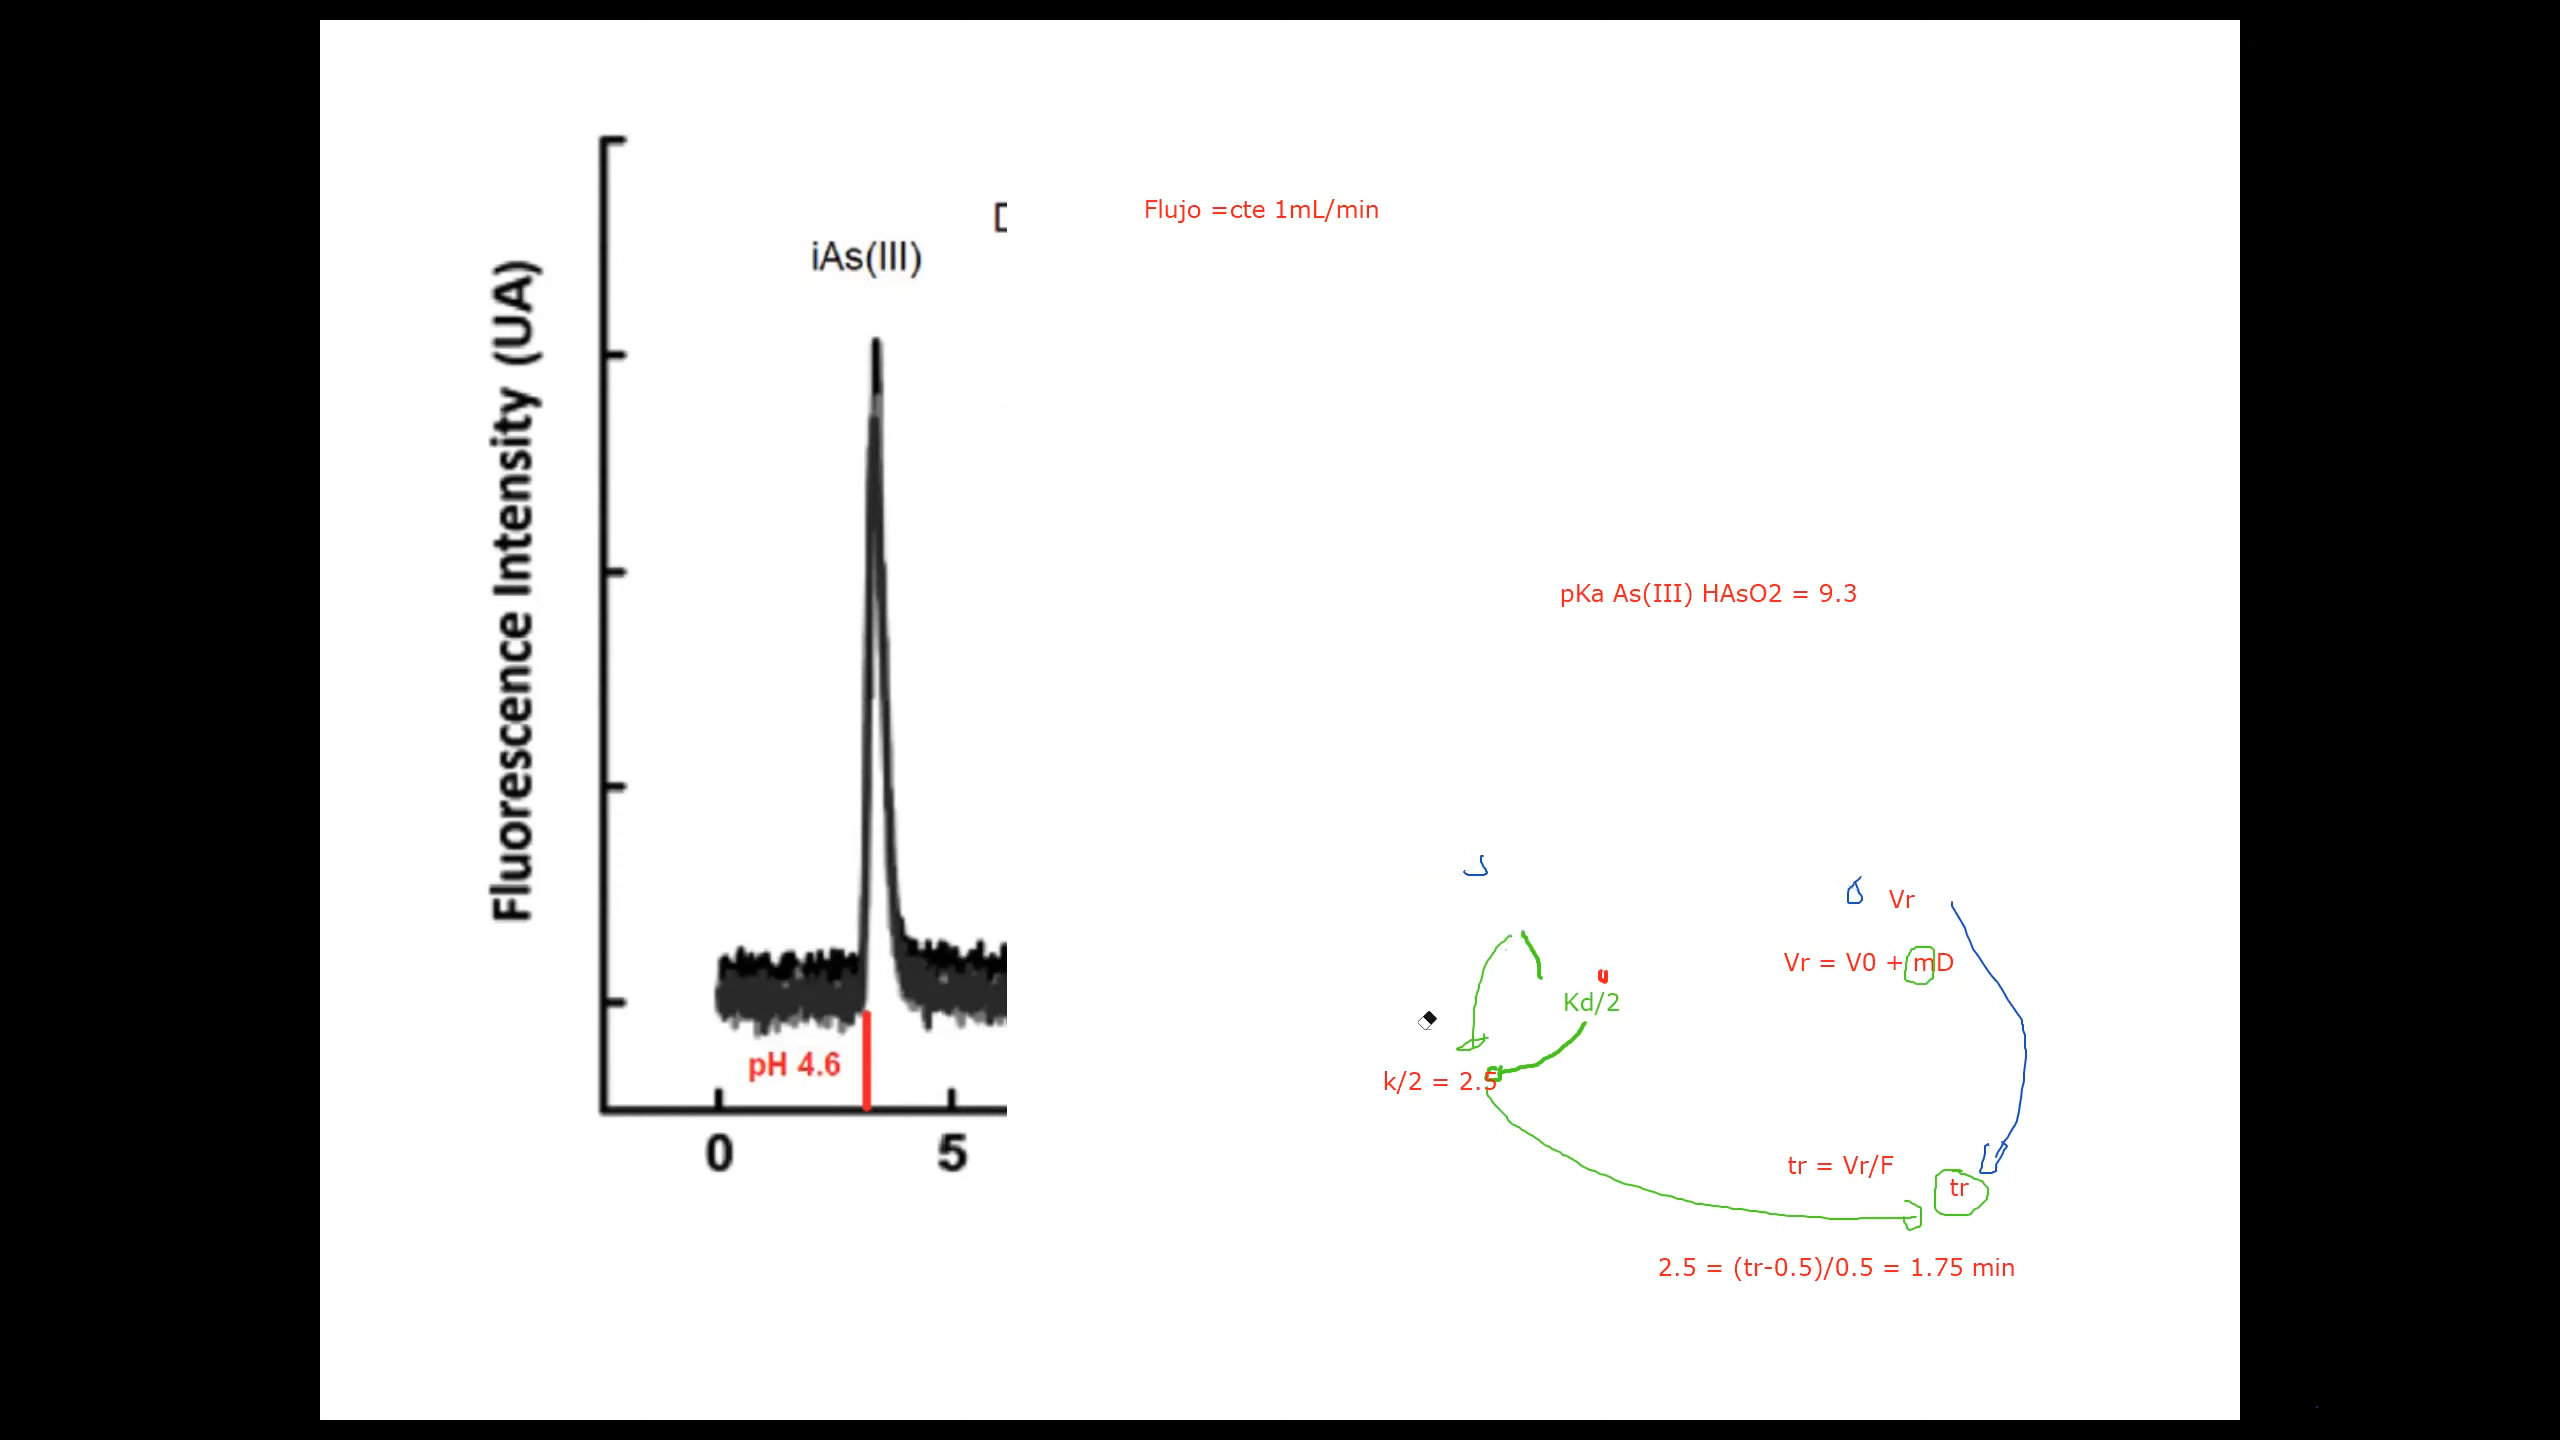 Flujo =cte 1mL/min
iAs(III)
Fluorescence Intensity (UA)
pKa As(III) HAsO2 = 9.3
Vr
Vr = V0 + mD
Kd/2
pH 4.6
k/2 = 2.5
0
5
tr = Vr/F
tr
2.5 = (tr-0.5)/0.5 = 1.75 min